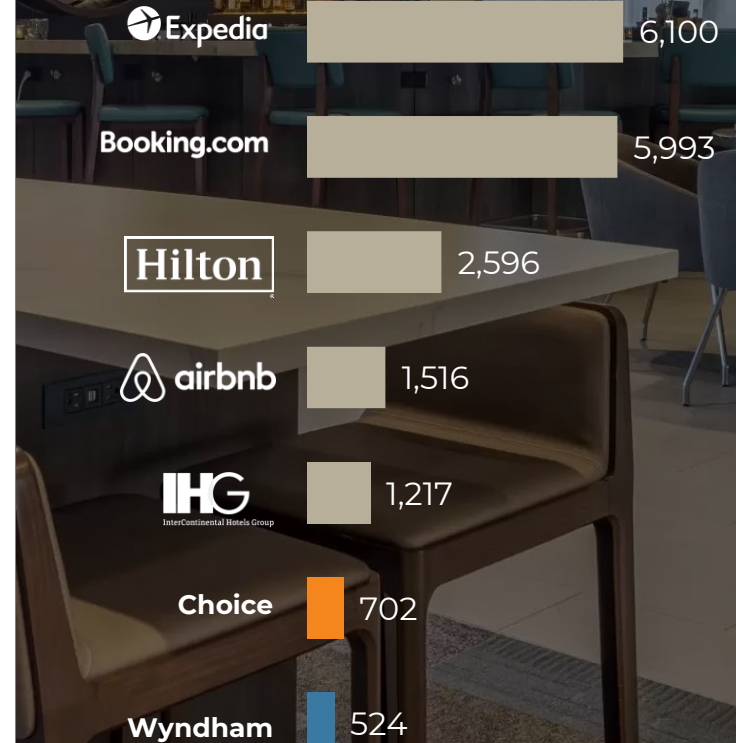 Expedia
6,100
Booking.com
5,993
Hilton
2,596
airbnb
1,516
IHG
InterContinental Hotels Group
1,217
Choice
702
Wyndham
524